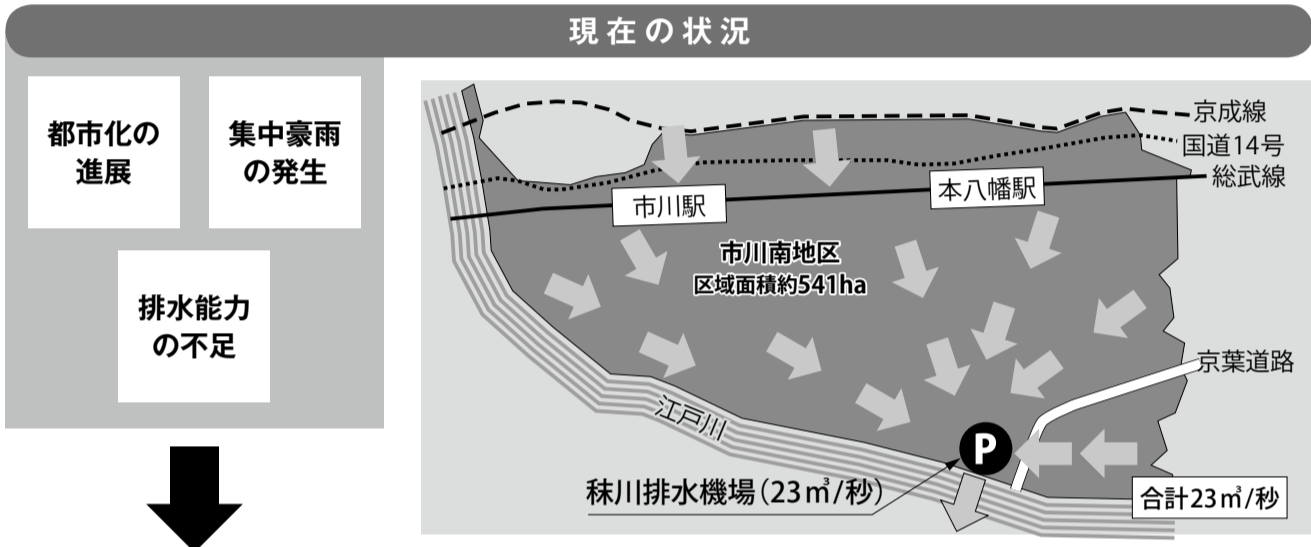 現在の状況
都市化の
進展
集中豪雨
の発生
排水能力
の不足
京成線
国道14号
総武線
市川駅
本八幡駅
市川南地区
区域面積約541ha
京葉道路
江戸川
P
秣川排水機場(23㎥/秒)
合計23㎥/秒